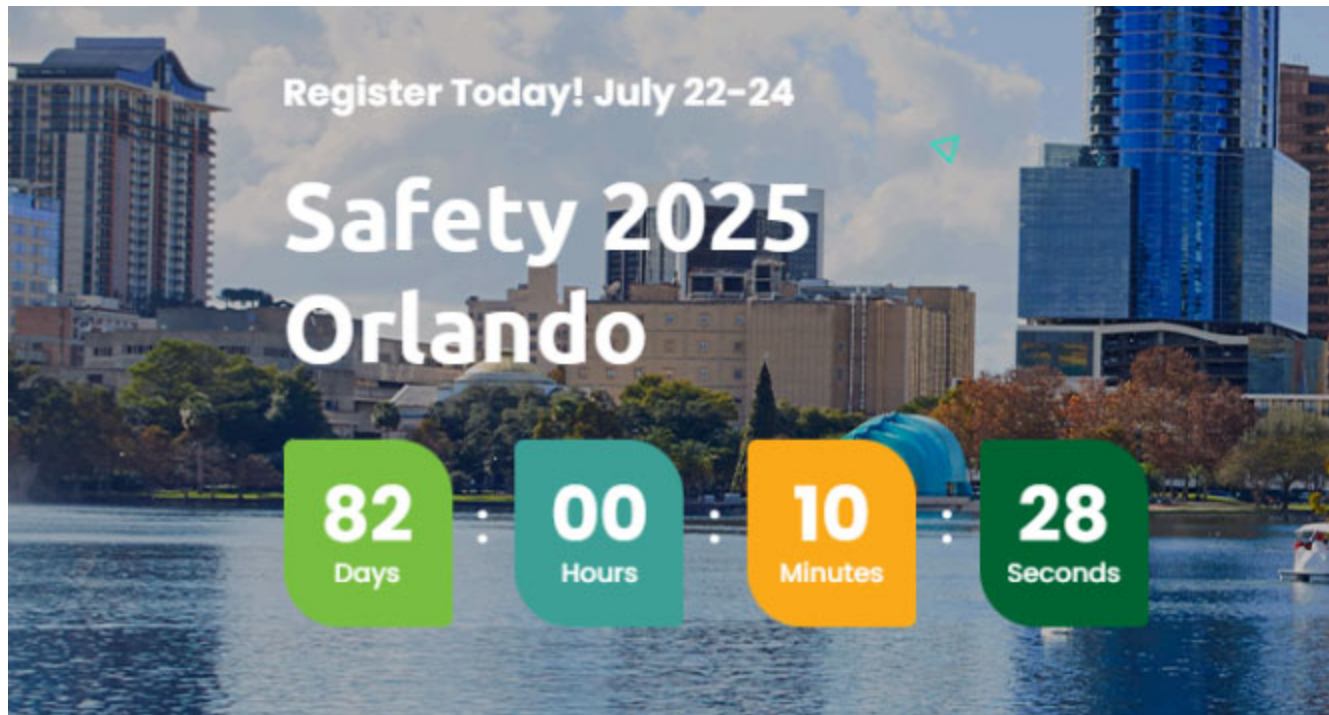 Register Today! July 22-24
Safety 2025
Orlando
82 : 00 : 10 : 28
Days Hours Minutes Seconds